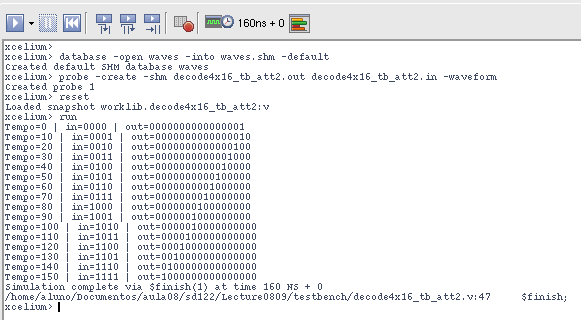 160ns + 0
xcelium>
xcelium> database -open waves -into waves.shm -default
Created default SHM database waves
xcelium> probe -create -shm decode4x16_tb_att2.out decode4x16_tb_att2.in -waveform
Created probe 1
xcelium> reset
Loaded snapshot worklib.decode4x16_tb_att2:v
xcelium> run
Tempo=0 | in=0000 | out=0000000000000001
Tempo=10 | in=0001 | out=0000000000000010
Tempo=20 | in=0010 | out=0000000000000100
Tempo=30 | in=0011 | out=0000000000001000
Tempo=40 | in=0100 | out=0000000000010000
Tempo=50 | in=0101 | out=0000000000100000
Tempo=60 | in=0110 | out=0000000001000000
Tempo=70 | in=0111 | out=0000000010000000
Tempo=80 | in=1000 | out=0000000100000000
Tempo=90 | in=1001 | out=0000001000000000
Tempo=100 | in=1010 | out=0000010000000000
Tempo=110 | in=1011 | out=0000100000000000
Tempo=120 | in=1100 | out=0001000000000000
Tempo=130 | in=1101 | out=0010000000000000
Tempo=140 | in=1110 | out=0100000000000000
Tempo=150 | in=1111 | out=1000000000000000
Simulation complete via $finish(1) at time 160 NS + 0
/home/aluno/Documentos/aula08/sd122/Lecture0809/testbench/decode4x16_tb_att2.v:47 $finish;
xcelium>